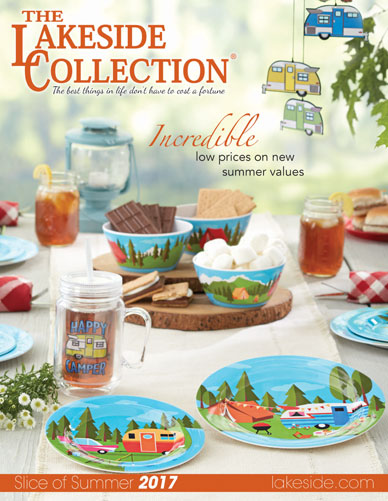 THE
LAKESIDE
COLLECTION®
The best things in life don't have to cost a fortune
Incredible
low prices on new
summer values
HAPPY
CAMPER
Slice of Summer 2017
lakeside.com